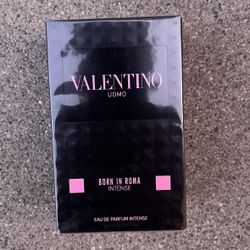 VALENTINO
UOMO
BORN IN ROMA
INTENSE
EAU DE PARFUM INTENSE